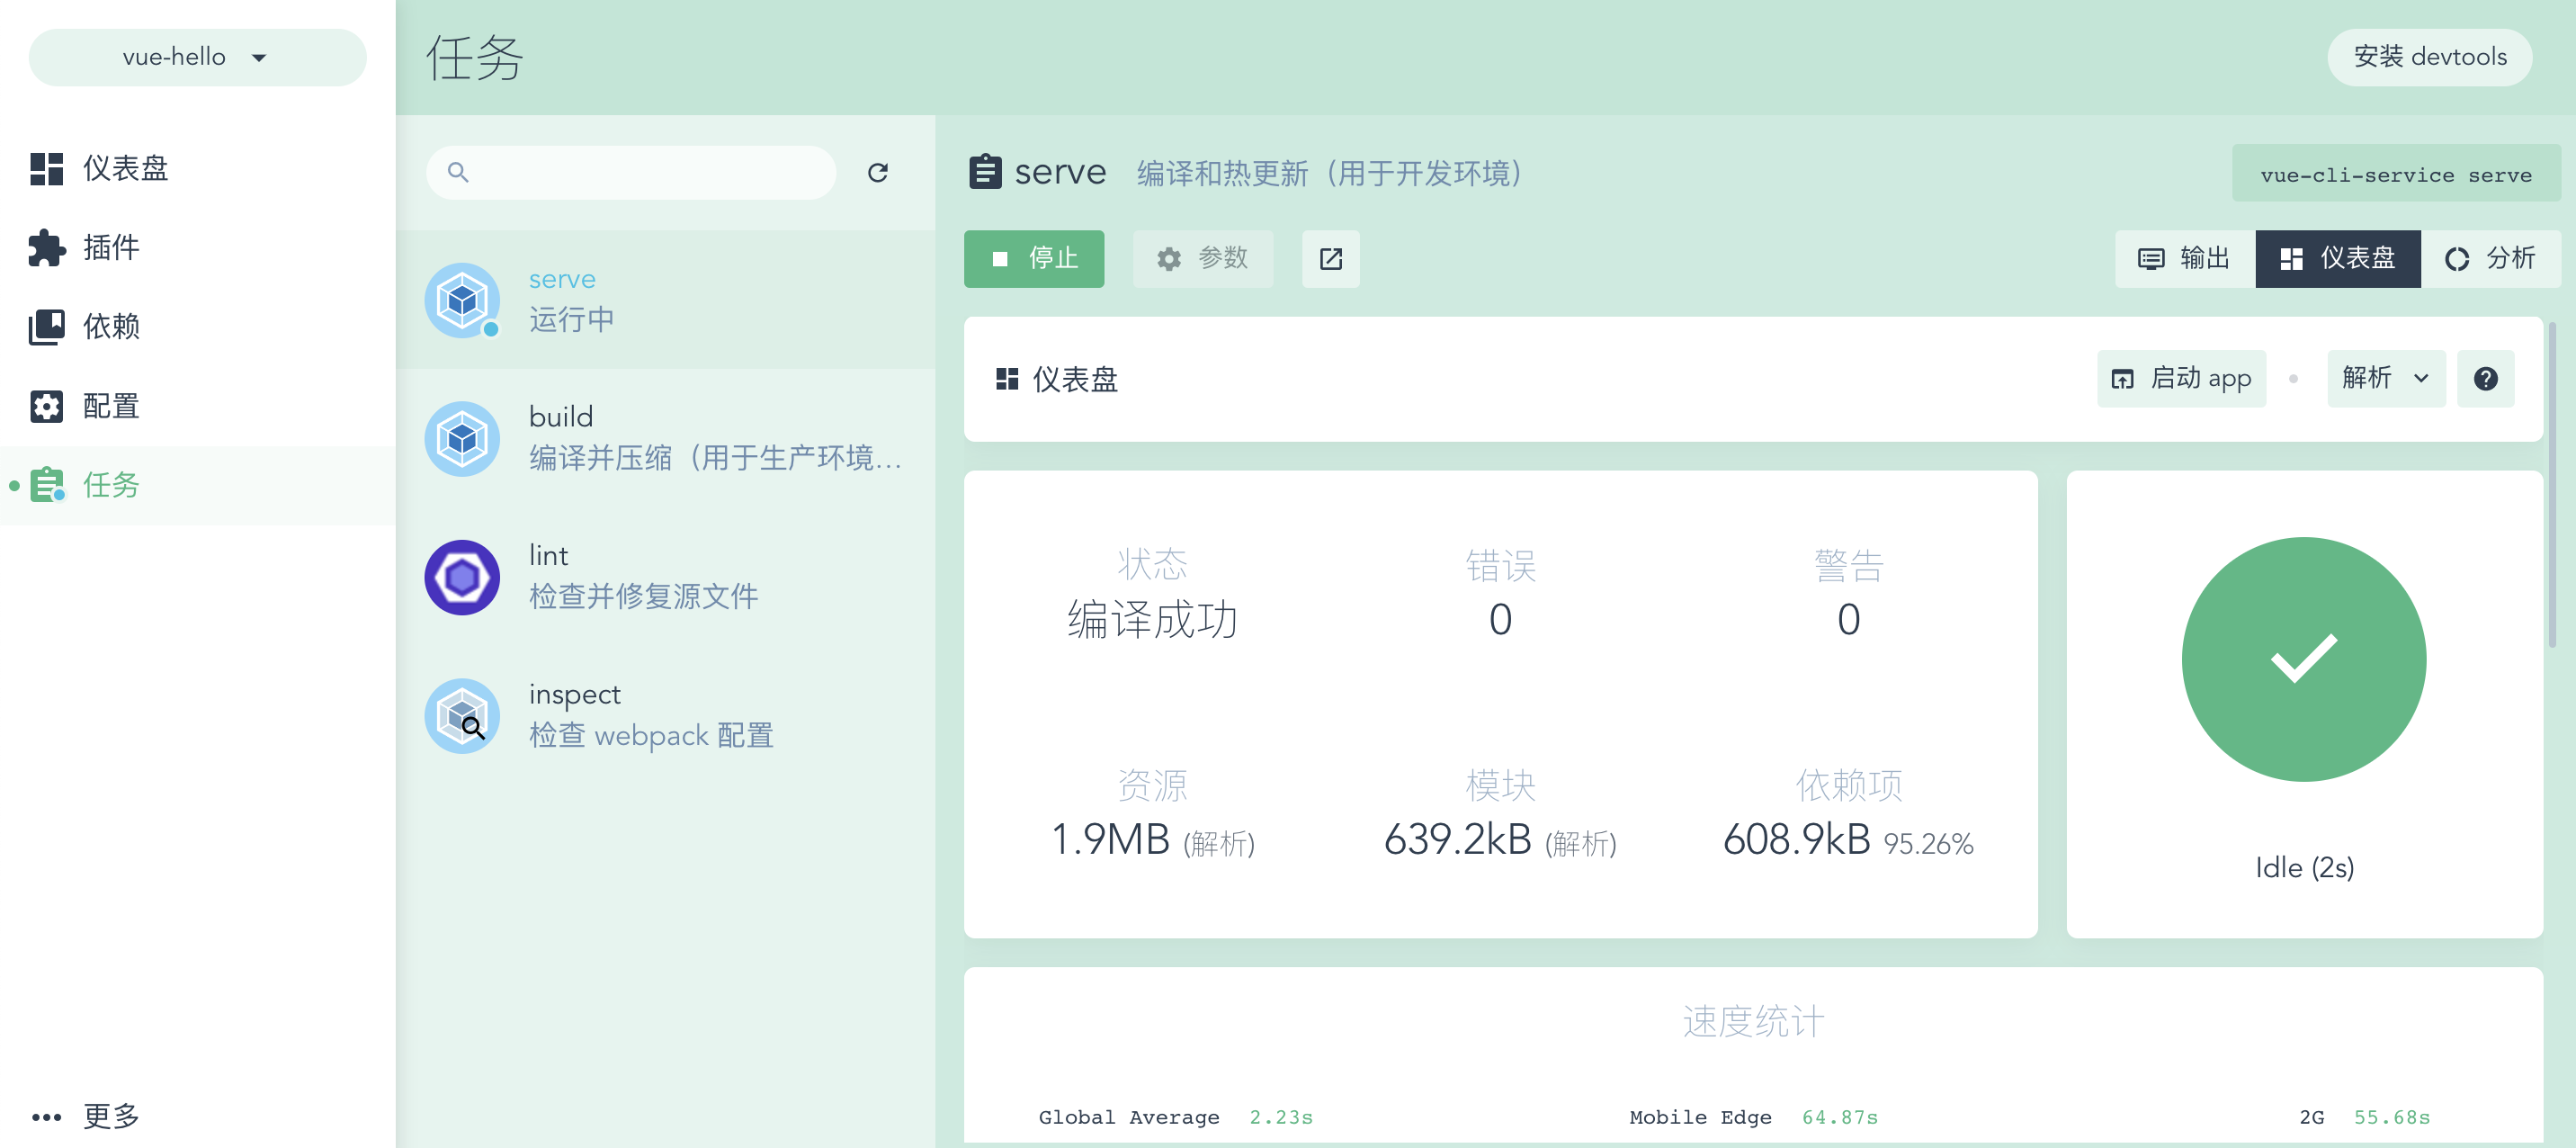 vue-hello
仪表盘
插件
依赖
配置
任务
更多
任务
安装 devtools
serve
运行中
build
编译并压缩（用于生产环境…
lint
检查并修复源文件
inspect
检查 webpack 配置
serve 编译和热更新（用于开发环境）
vue-cli-service serve
停止 参数
输出 仪表盘 分析
仪表盘
启动 app 解析
状态 错误 警告
编译成功 0 0
资源 模块 依赖项
1.9MB (解析) 639.2kB (解析) 608.9kB 95.26%
Idle (2s)
速度统计
Global Average 2.23s Mobile Edge 64.87s 2G 55.68s